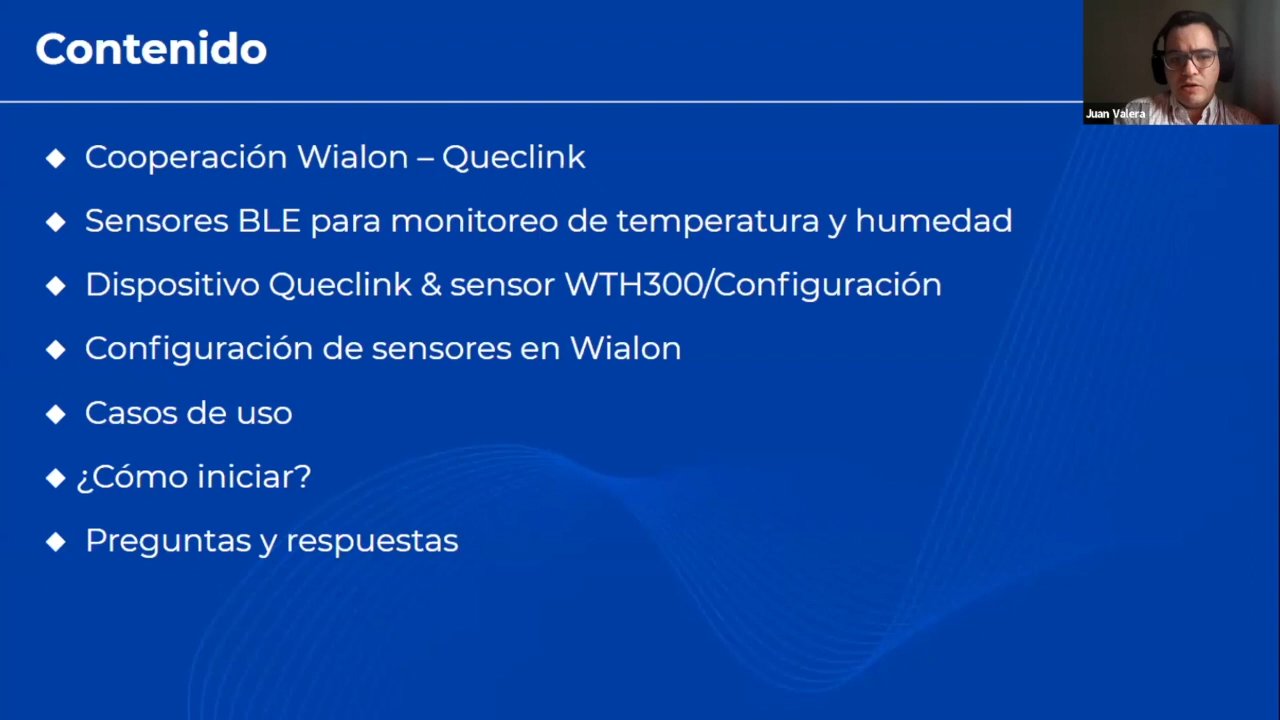 Contenido
Juan Valera
Cooperación Wialon – Queclink
Sensores BLE para monitoreo de temperatura y humedad
Dispositivo Queclink & sensor WTH300/Configuración
Configuración de sensores en Wialon
Casos de uso
¿Cómo iniciar?
Preguntas y respuestas